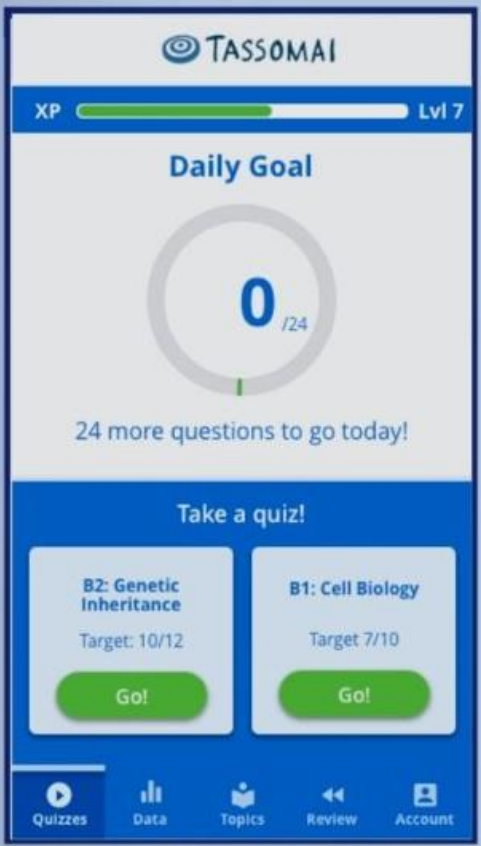 TASSOMAI
XP Lvl 7
Daily Goal
0 /24
24 more questions to go today!
Take a quiz!
B2: Genetic
Inheritance
Target: 10/12
Go!
B1: Cell Biology
Target 7/10
Go!
Quizzes Data Topics Review Account